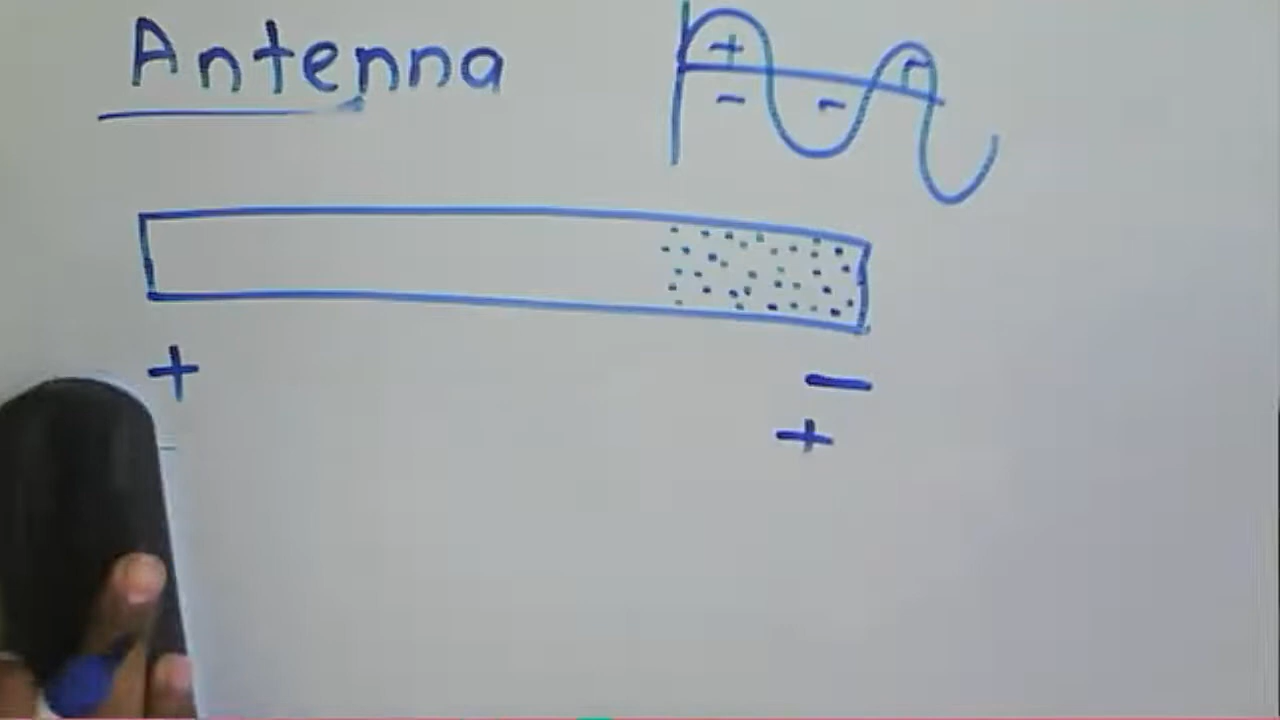 Antenna
+
- -
+ -
+